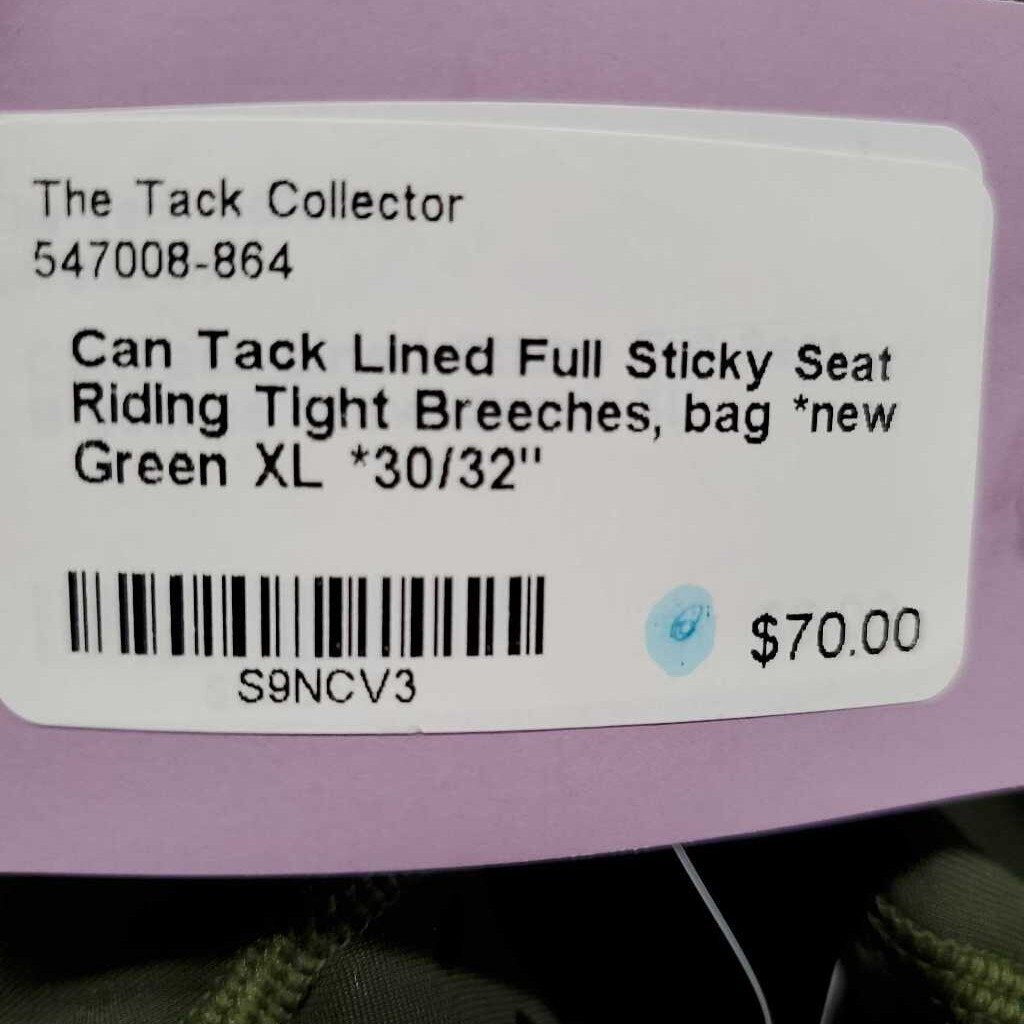 The Tack Collector
547008-864
Can Tack Lined Full Sticky Seat
Riding Tight Breeches, bag *new
Green XL *30/32"
S9NCV3
$70.00